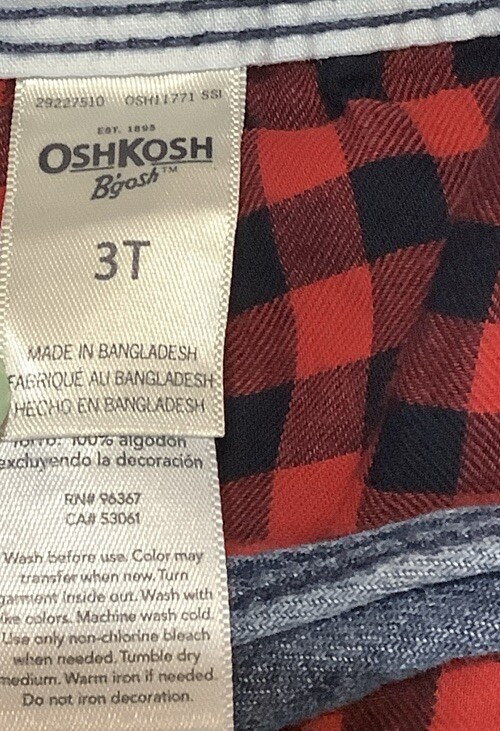 29227510 OSH11771 SSI
EST. 1895
OSHKOSH
B'gosh™
3T
MADE IN BANGLADESH
FABRIQUÉ AU BANGLADESH
HECHO EN BANGLADESH
100% algodón
excluyendo la decoración
RN# 96367
CA# 53061
Wash before use. Color may
transfer when new. Turn
garment inside out. Wash with
like colors. Machine wash cold.
Use only non-chlorine bleach
when needed. Tumble dry
medium. Warm iron if needed.
Do not iron decoration.